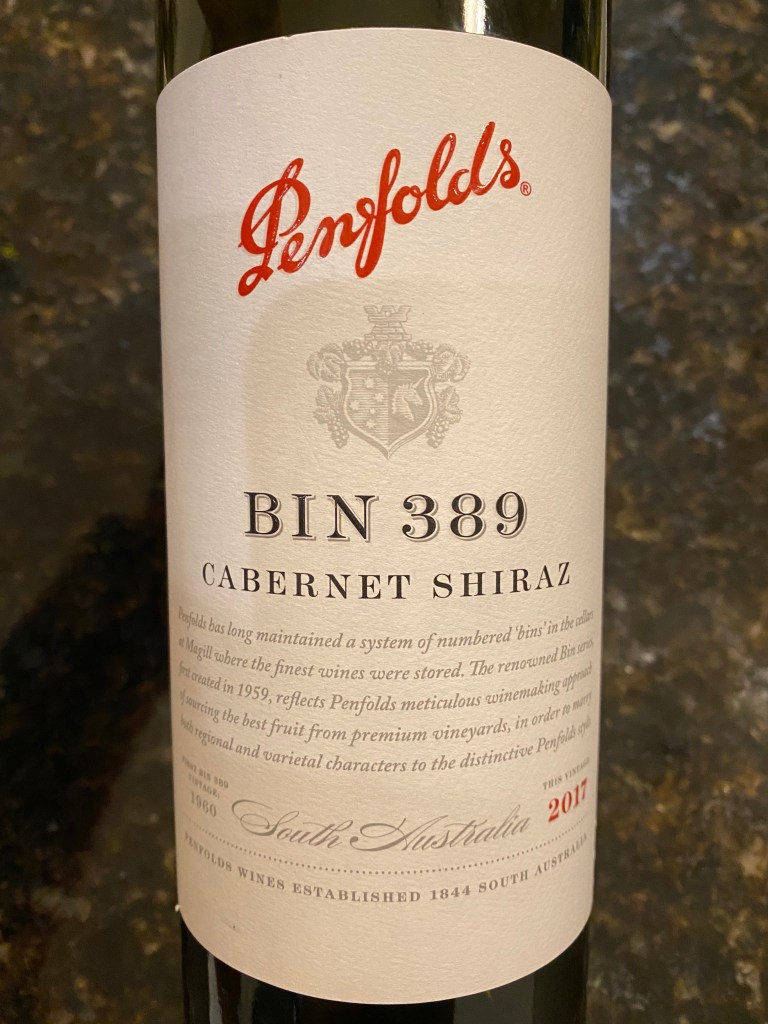 Penfolds®
BIN 389
CABERNET SHIRAZ
Penfolds has long maintained a system of numbered 'bins' in the cellars
at Magill where the finest wines were stored. The renowned Bin series,
first created in 1959, reflects Penfolds meticulous winemaking approach
of sourcing the best fruit from premium vineyards, in order to marry
both regional and varietal characters to the distinctive Penfolds style.
FIRST BIN 389
VINTAGE:
1960
South Australia
THIS VINTAGE
2017
PENFOLDS WINES ESTABLISHED 1844 SOUTH AUSTRALIA